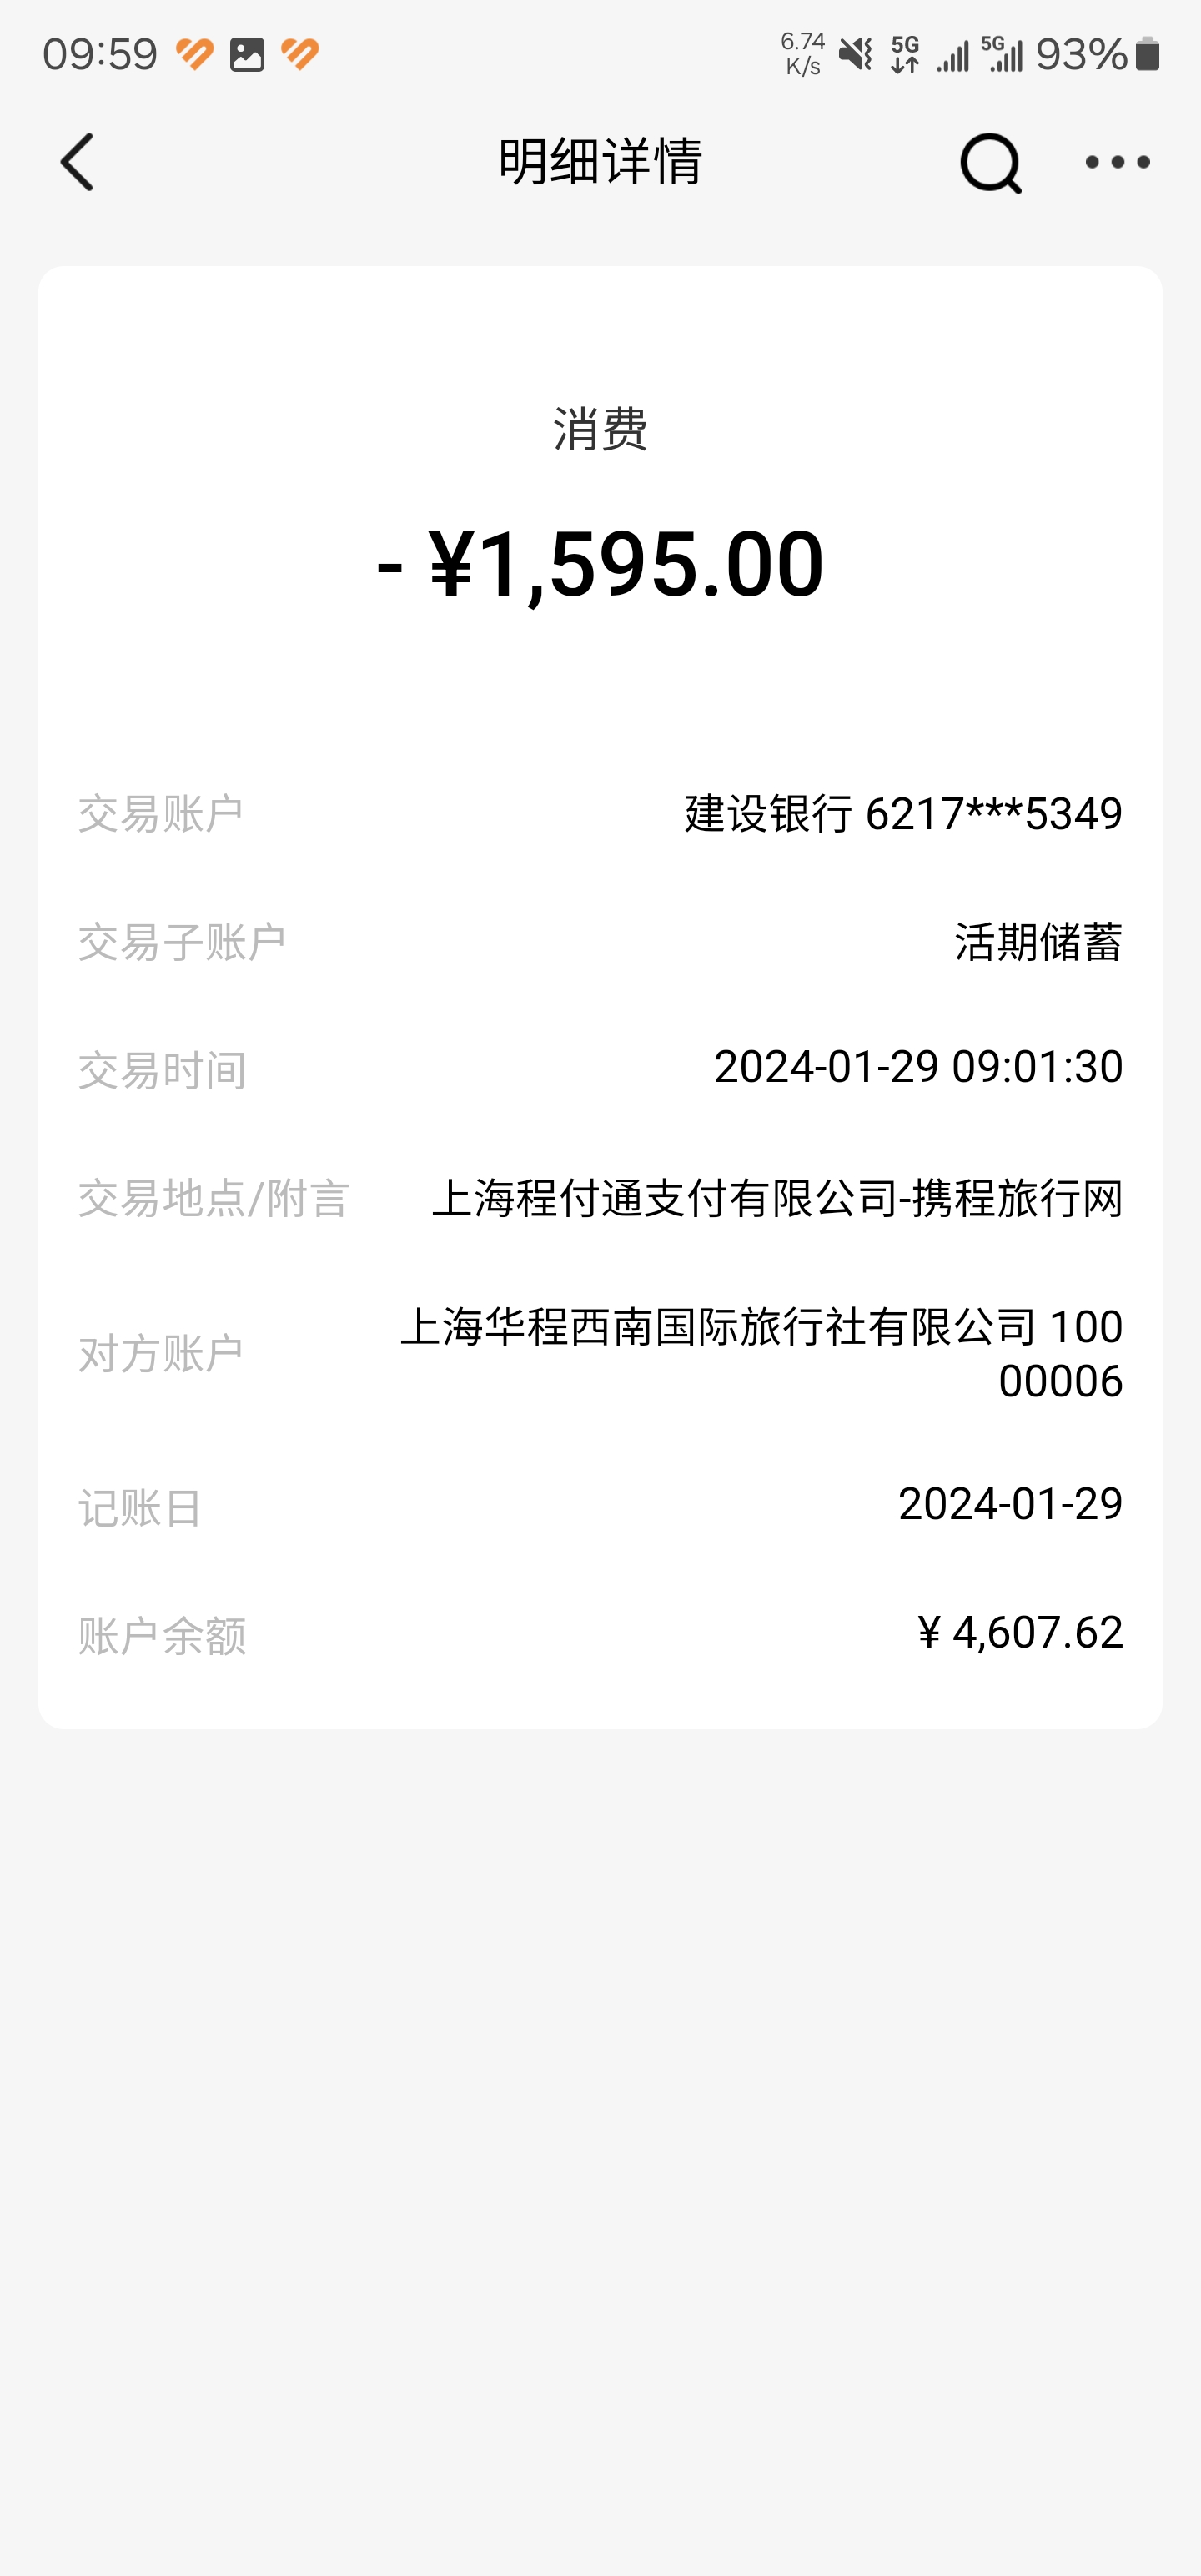 09:59
6.74 K/s 5G 5G 93%
明细详情
消费
- ¥1,595.00
交易账户 建设银行 6217***5349
交易子账户 活期储蓄
交易时间 2024-01-29 09:01:30
交易地点/附言 上海程付通支付有限公司-携程旅行网
对方账户 上海华程西南国际旅行社有限公司 100
00006
记账日 2024-01-29
账户余额 ¥ 4,607.62